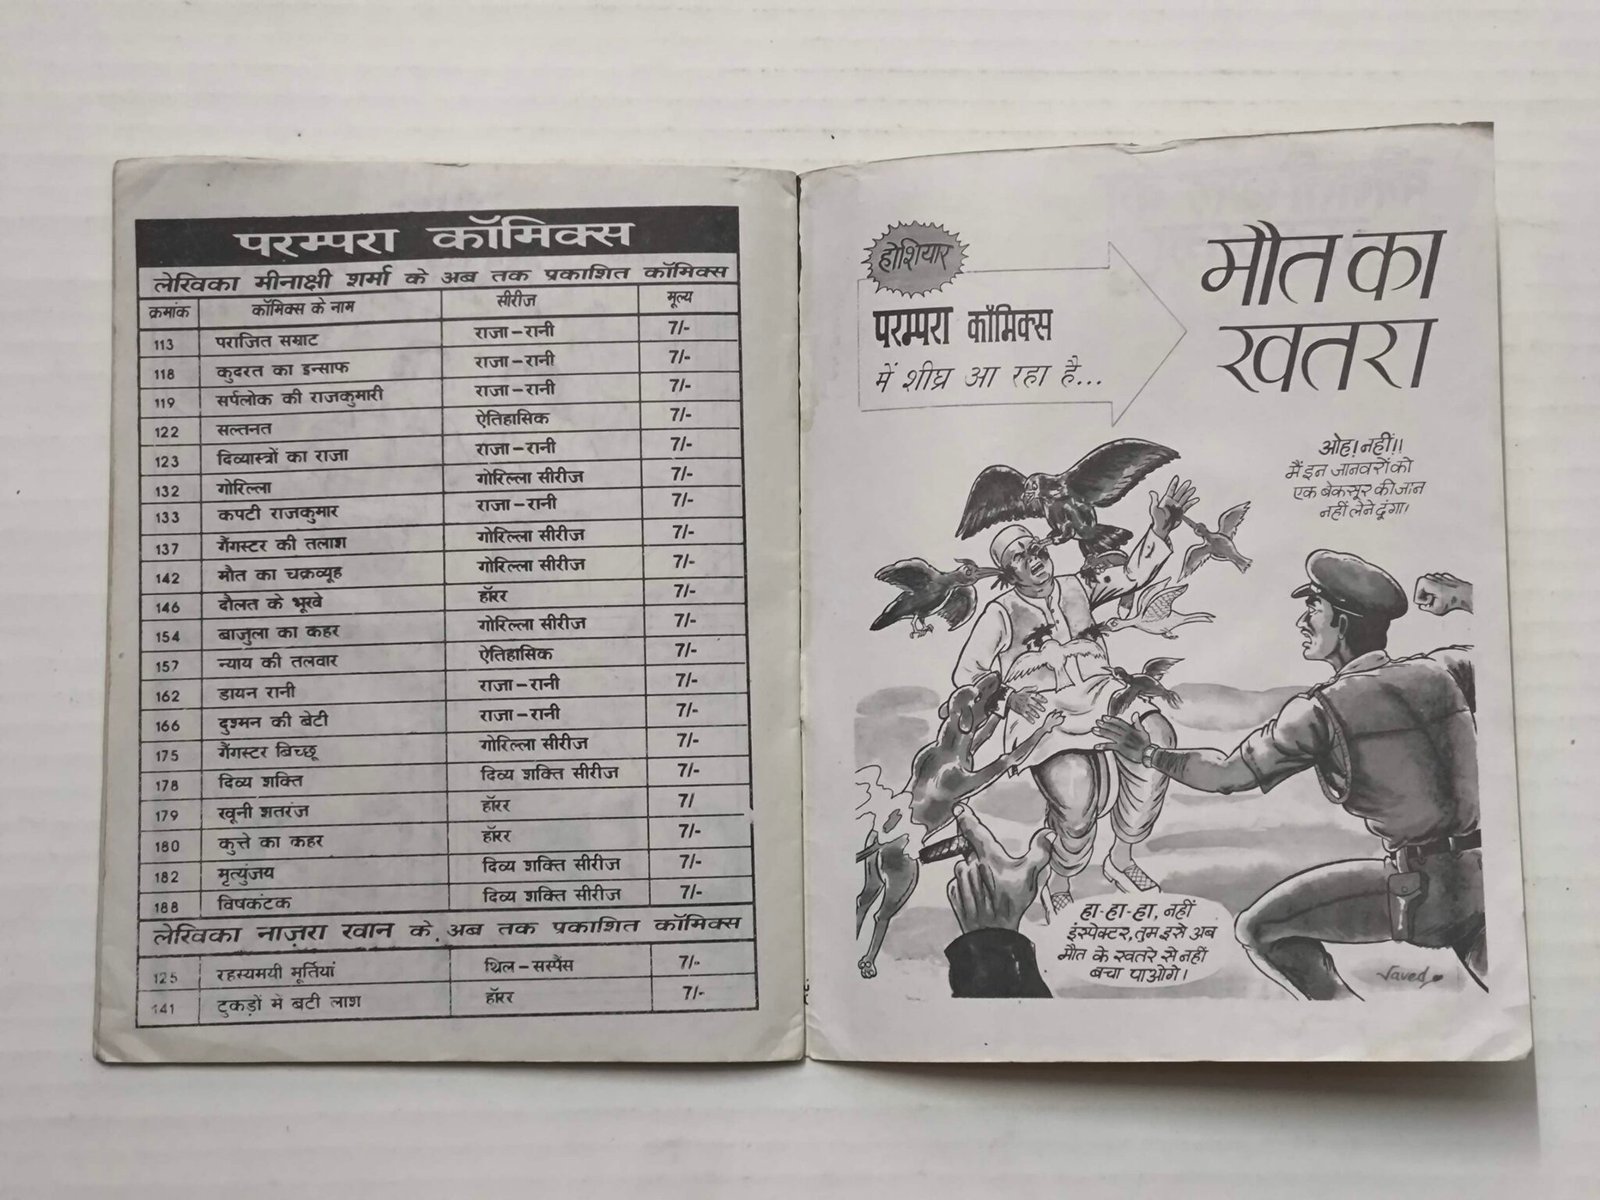 परम्परा कॉमिक्स
लेखिका मीनाक्षी शर्मा के अब तक प्रकाशित कॉमिक्स
क्रमांक कॉमिक्स के नाम सीरीज मूल्य
113 पराजित सम्राट राजा-रानी 7/-
118 कुदरत का इन्साफ राजा-रानी 7/-
119 सर्पलोक की राजकुमारी राजा-रानी 7/-
122 सल्तनत ऐतिहासिक 7/-
123 दिव्यास्त्रों का राजा राजा-रानी 7/-
132 गोरिल्ला गोरिल्ला सीरीज 7/-
133 कपटी राजकुमार राजा-रानी 7/-
137 गैंगस्टर की तलाश गोरिल्ला सीरीज 7/-
142 मौत का चक्रव्यूह गोरिल्ला सीरीज 7/-
146 दौलत के भूखे हॉरर 7/-
154 बाजुला का कहर गोरिल्ला सीरीज 7/-
157 न्याय की तलवार ऐतिहासिक 7/-
162 डायन रानी राजा-रानी 7/-
166 दुश्मन की बेटी राजा-रानी 7/-
175 गैंगस्टर बिच्छू गोरिल्ला सीरीज 7/-
178 दिव्य शक्ति दिव्य शक्ति सीरीज 7/-
179 खूनी शतरंज हॉरर 7/
180 कुत्ते का कहर हॉरर 7/-
182 मृत्युंजय दिव्य शक्ति सीरीज 7/-
188 विषकंटक दिव्य शक्ति सीरीज 7/-
लेखिका नाज़रा खान के अब तक प्रकाशित कॉमिक्स
125 रहस्यमयी मूर्तियां थ्रिल-सस्पैंस 7/-
141 टुकड़ों में बटी लाश हॉरर 7/-
होशियार
परम्परा कॉमिक्स
में शीघ्र आ रहा है...
मौत का
खतरा
ओह! नहीं!!
मैं इन जानवरों को
एक बेकसूर की जान
नहीं लेने दूंगा।
हा-हा-हा, नहीं
इंस्पेक्टर, तुम इसे अब
मौत के खतरे से नहीं
बचा पाओगे।
Javed